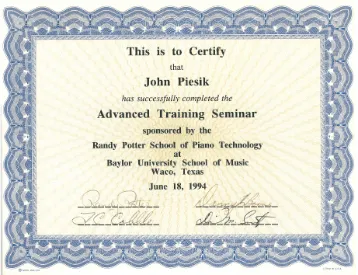 This is to Certify
that
John Piesik
has successfully completed the
Advanced Training Seminar
sponsored by the
Randy Potter School of Piano Technology
at
Baylor University School of Music
Waco, Texas
June 18, 1994